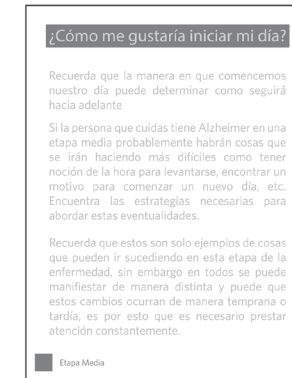 ¿Cómo me gustaría iniciar mi día?
Recuerda que la manera en que comencemos
nuestro día puede determinar como seguirá
hacia adelante
Si la persona que cuidas tiene Alzheimer en una
etapa media probablemente habrán cosas que
se irán haciendo más difíciles como tener
noción de la hora para levantarse, encontrar un
motivo para comenzar un nuevo día, etc.
Encuentra las estrategias necesarias para
abordar estas eventualidades.
Recuerda que estos son solo ejemplos de cosas
que pueden ir sucediendo en esta etapa de la
enfermedad, sin embargo en todos se puede
manifiestar de manera distinta y puede que
estos cambios ocurran de manera temprana o
tardía, es por esto que es necesario prestar
atención constantemente.
Etapa Media